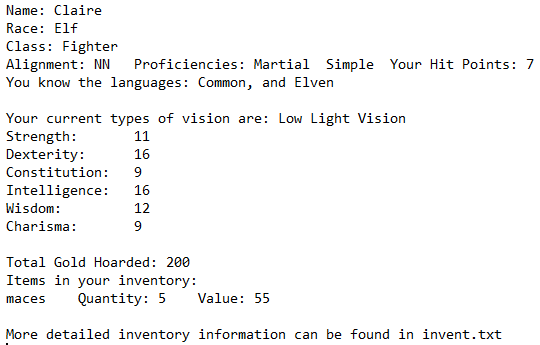 Name: Claire
Race: Elf
Class: Fighter
Alignment: NN   Proficiencies: Martial  Simple  Your Hit Points: 7
You know the languages: Common, and Elven

Your current types of vision are: Low Light Vision
Strength:       11
Dexterity:      16
Constitution:   9
Intelligence:   16
Wisdom:         12
Charisma:       9

Total Gold Hoarded: 200
Items in your inventory:
maces    Quantity: 5    Value: 55

More detailed inventory information can be found in invent.txt